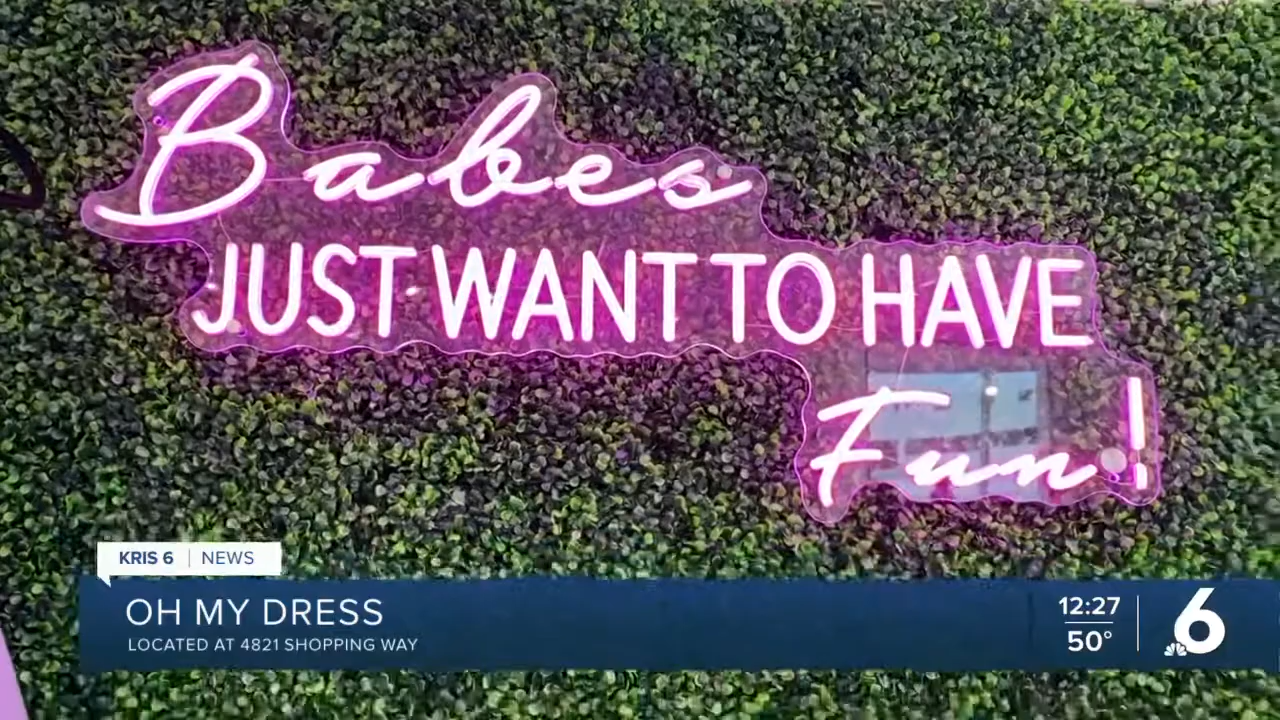 Babes
JUST WANT TO HAVE
Fun!
KRIS 6 | NEWS
OH MY DRESS
LOCATED AT 4821 SHOPPING WAY
12:27
50°
6